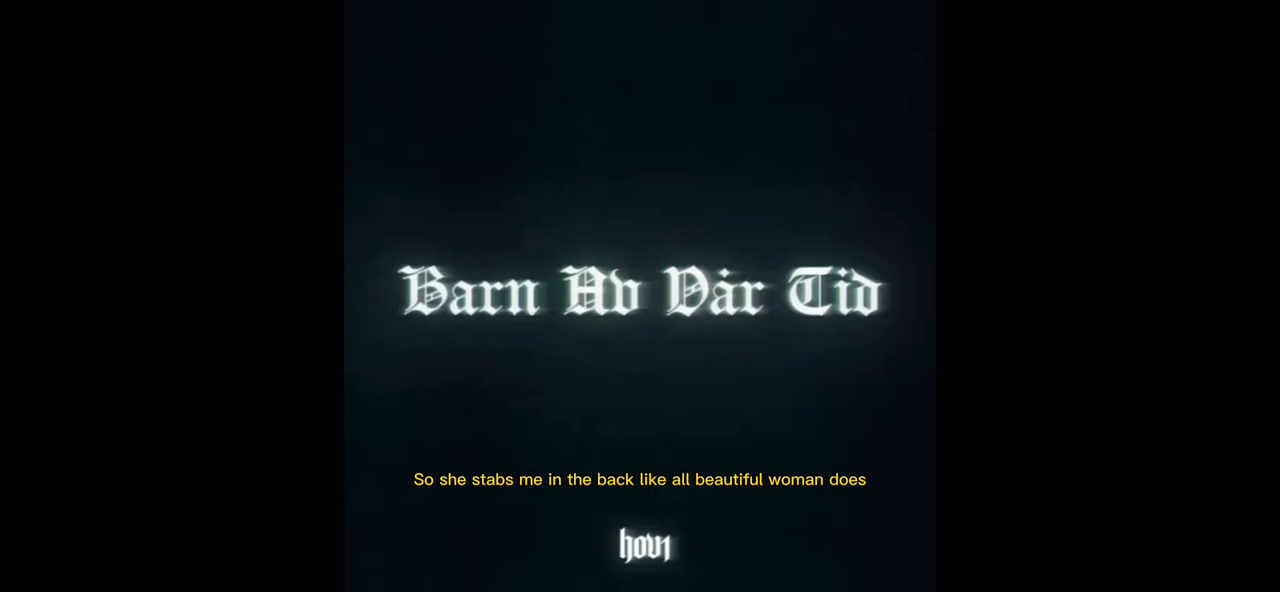 Barn Av Vår Tid
So she stabs me in the back like all beautiful woman does
hov1